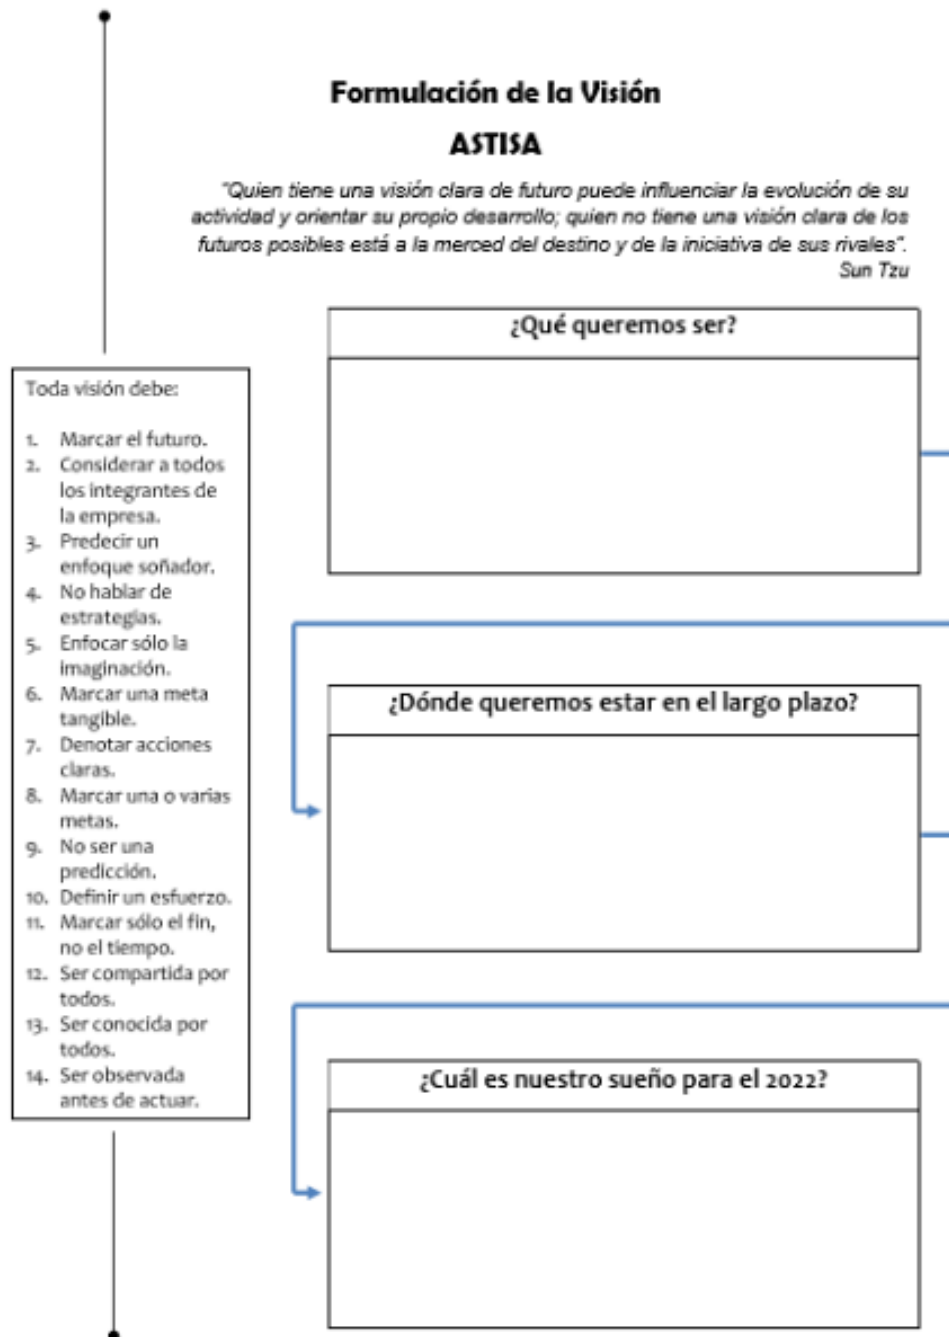 Formulación de la Visión
ASTISA
"Quien tiene una visión clara de futuro puede influenciar la evolución de su
actividad y orientar su propio desarrollo; quien no tiene una visión clara de los
futuros posibles está a la merced del destino y de la iniciativa de sus rivales".
Sun Tzu
¿Qué queremos ser?
Toda visión debe:
1. Marcar el futuro.
2. Considerar a todos
los integrantes de
la empresa.
3. Predecir un
enfoque soñador.
4. No hablar de
estrategias.
5. Enfocar sólo la
imaginación.
6. Marcar una meta
tangible.
7. Denotar acciones
claras.
8. Marcar una o varias
metas.
9. No ser una
predicción.
10. Definir un esfuerzo.
11. Marcar sólo el fin,
no el tiempo.
12. Ser compartida por
todos.
13. Ser conocida por
todos.
14. Ser observada
antes de actuar.
¿Dónde queremos estar en el largo plazo?
¿Cuál es nuestro sueño para el 2022?